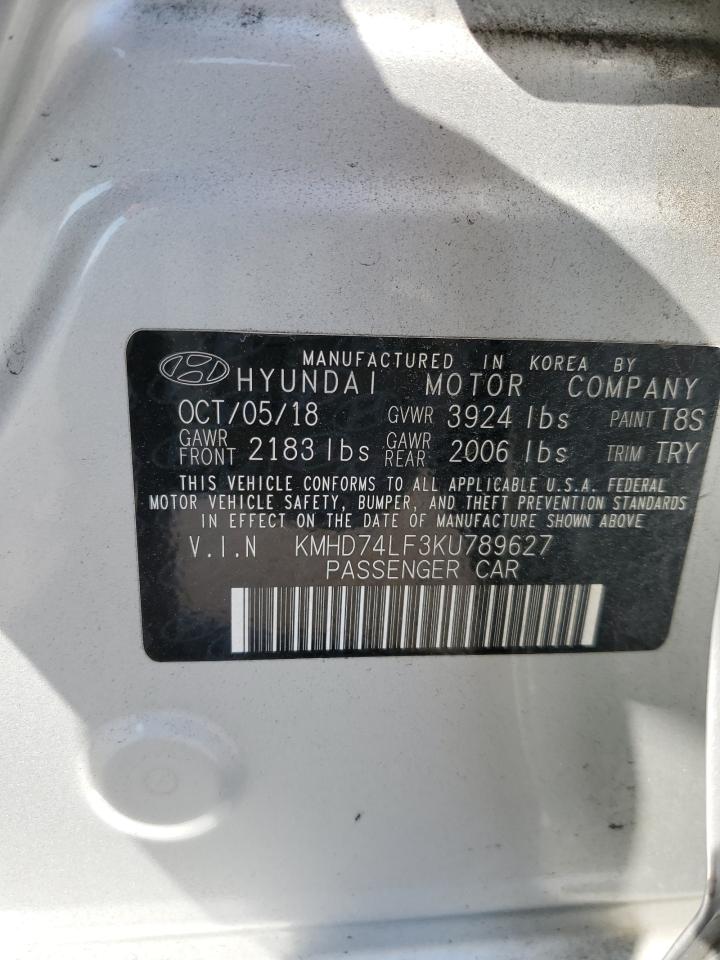 MANUFACTURED IN KOREA BY
HYUNDAI MOTOR COMPANY
OCT/05/18 GVWR 3924 lbs PAINT T8S
GAWR FRONT 2183 lbs GAWR REAR 2006 lbs TRIM TRY
THIS VEHICLE CONFORMS TO ALL APPLICABLE U.S.A. FEDERAL
MOTOR VEHICLE SAFETY, BUMPER, AND THEFT PREVENTION STANDARDS
IN EFFECT ON THE DATE OF MANUFACTURE SHOWN ABOVE
V.I.N KMHD74LF3KU789627
PASSENGER CAR